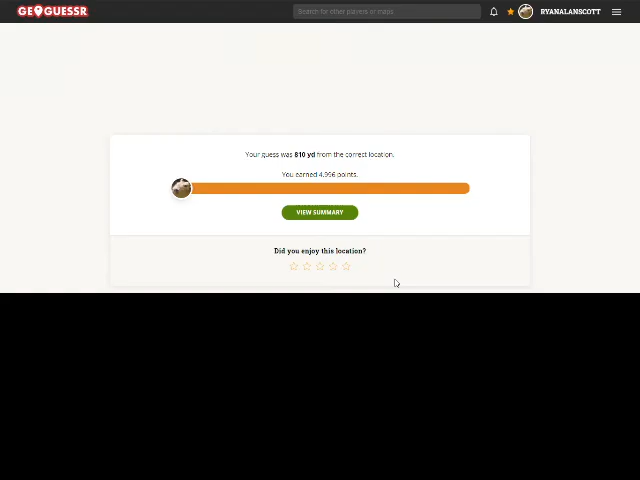 GEOGUESSR
Search for other players or maps
RYANALANSCOTT
Your guess was 810 yd from the correct location.
You earned 4,996 points.
VIEW SUMMARY
Did you enjoy this location?